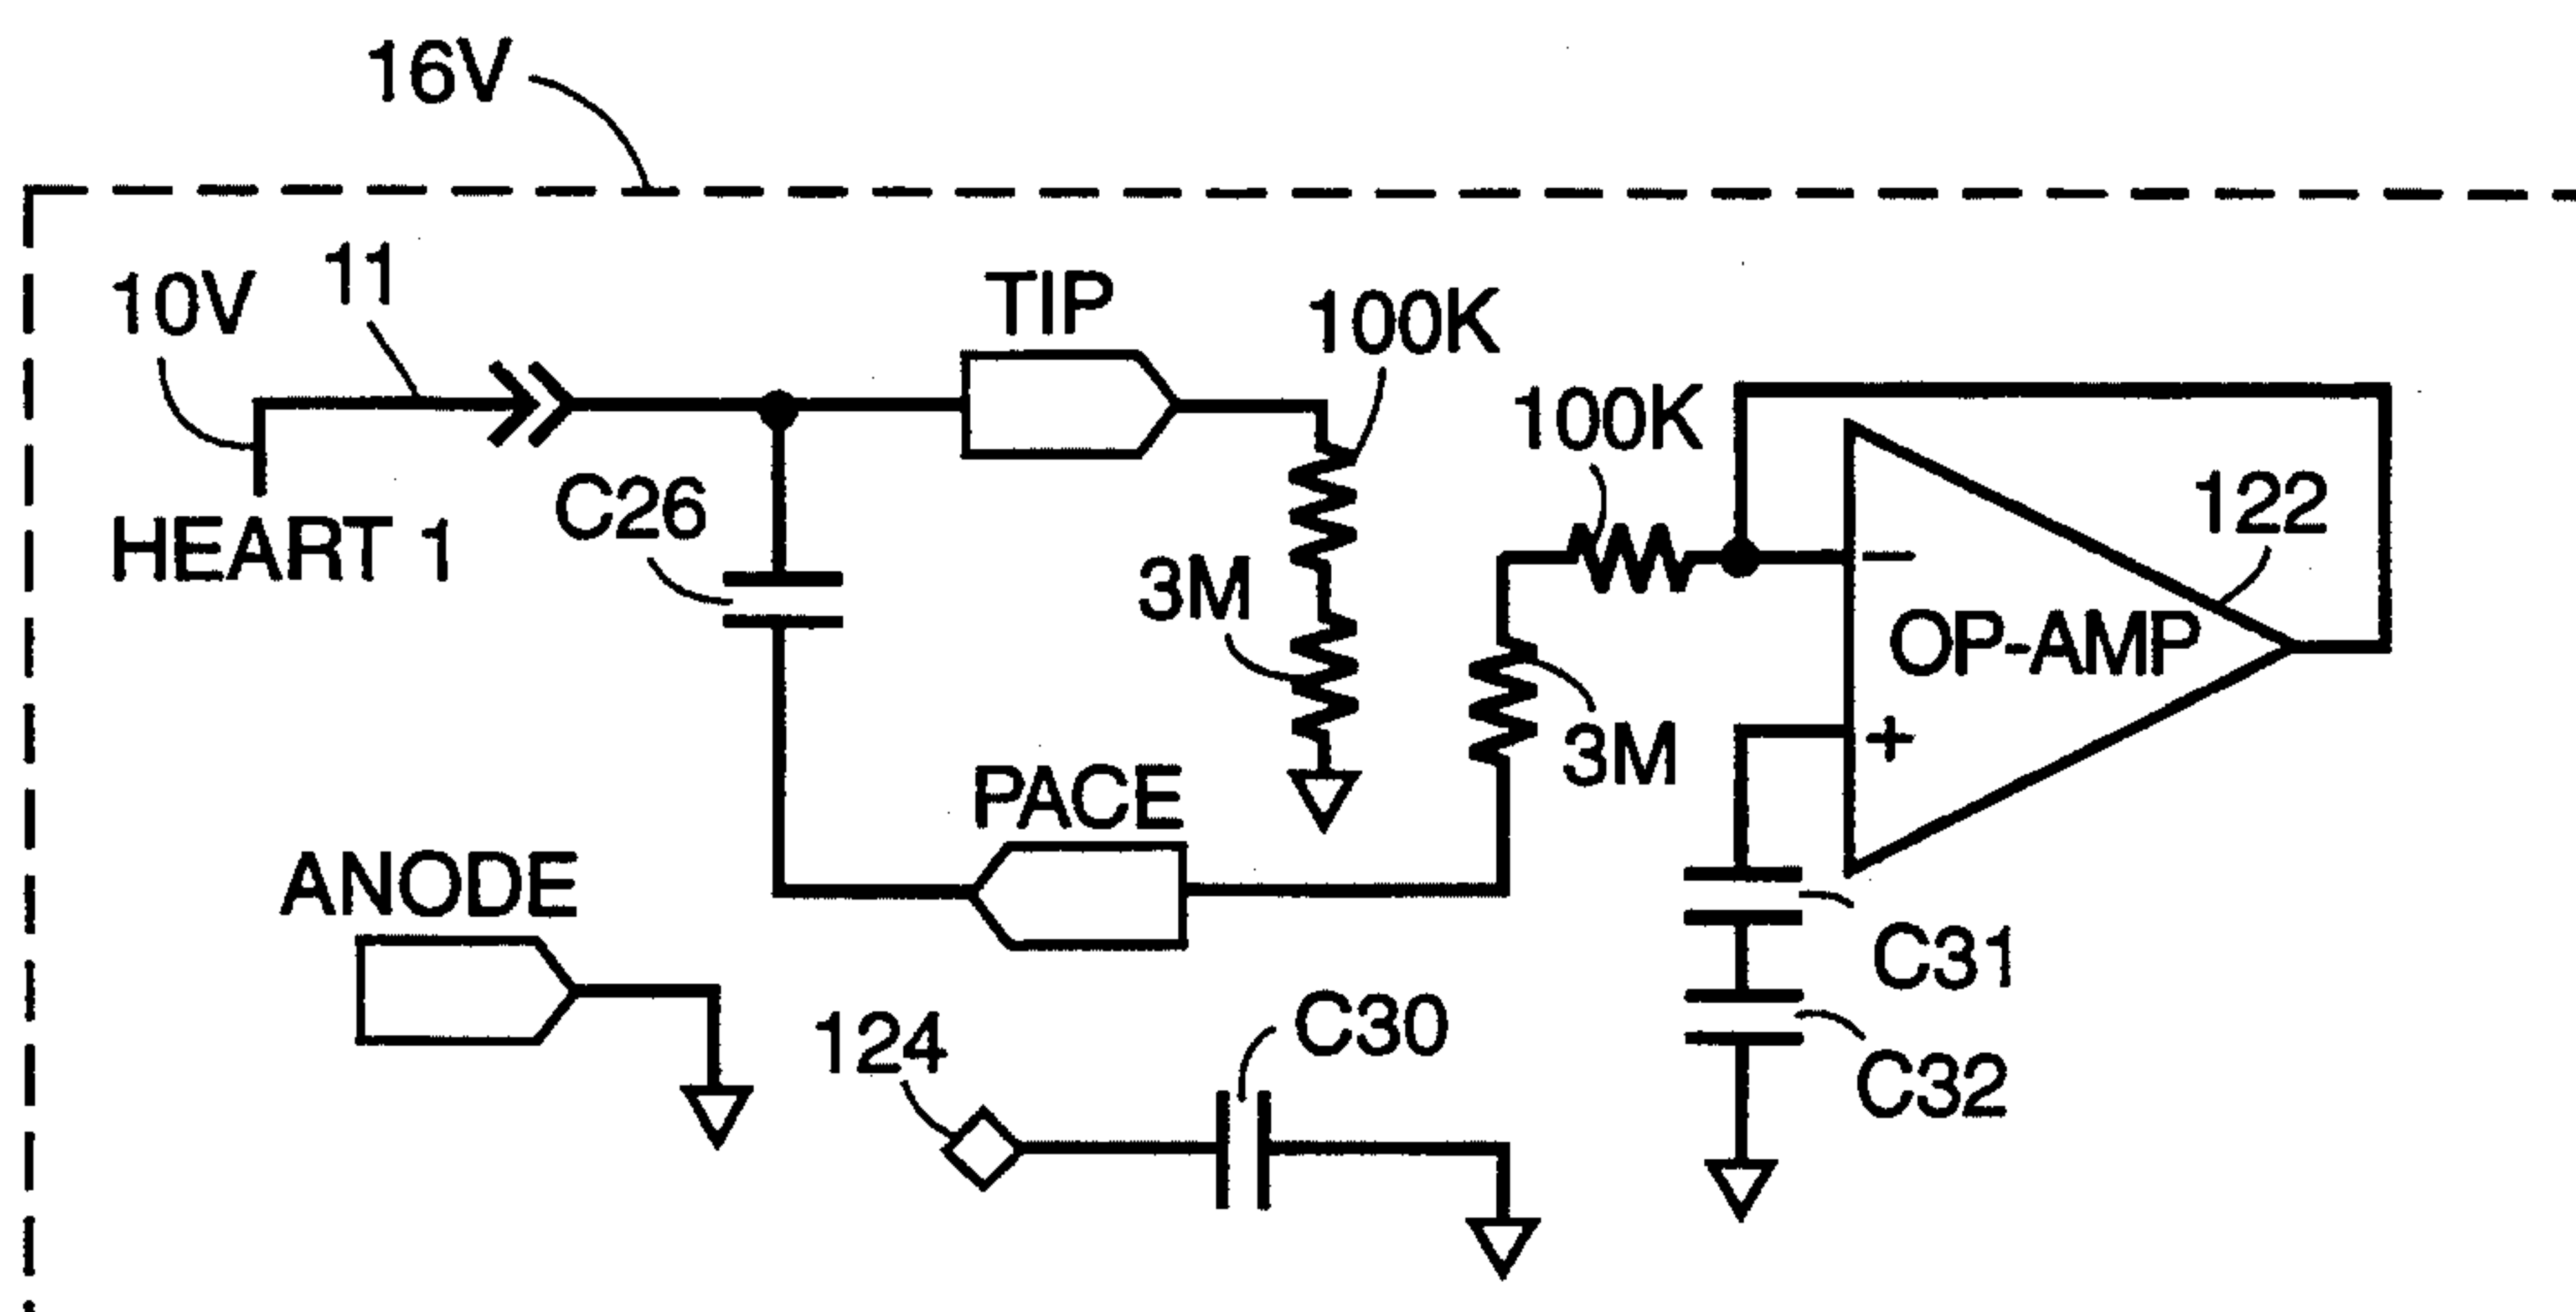 16V
10V
11
TIP
100K
HEART 1
C26
3M
100K
122
OP-AMP
−
+
3M
PACE
ANODE
124
C30
C31
C32